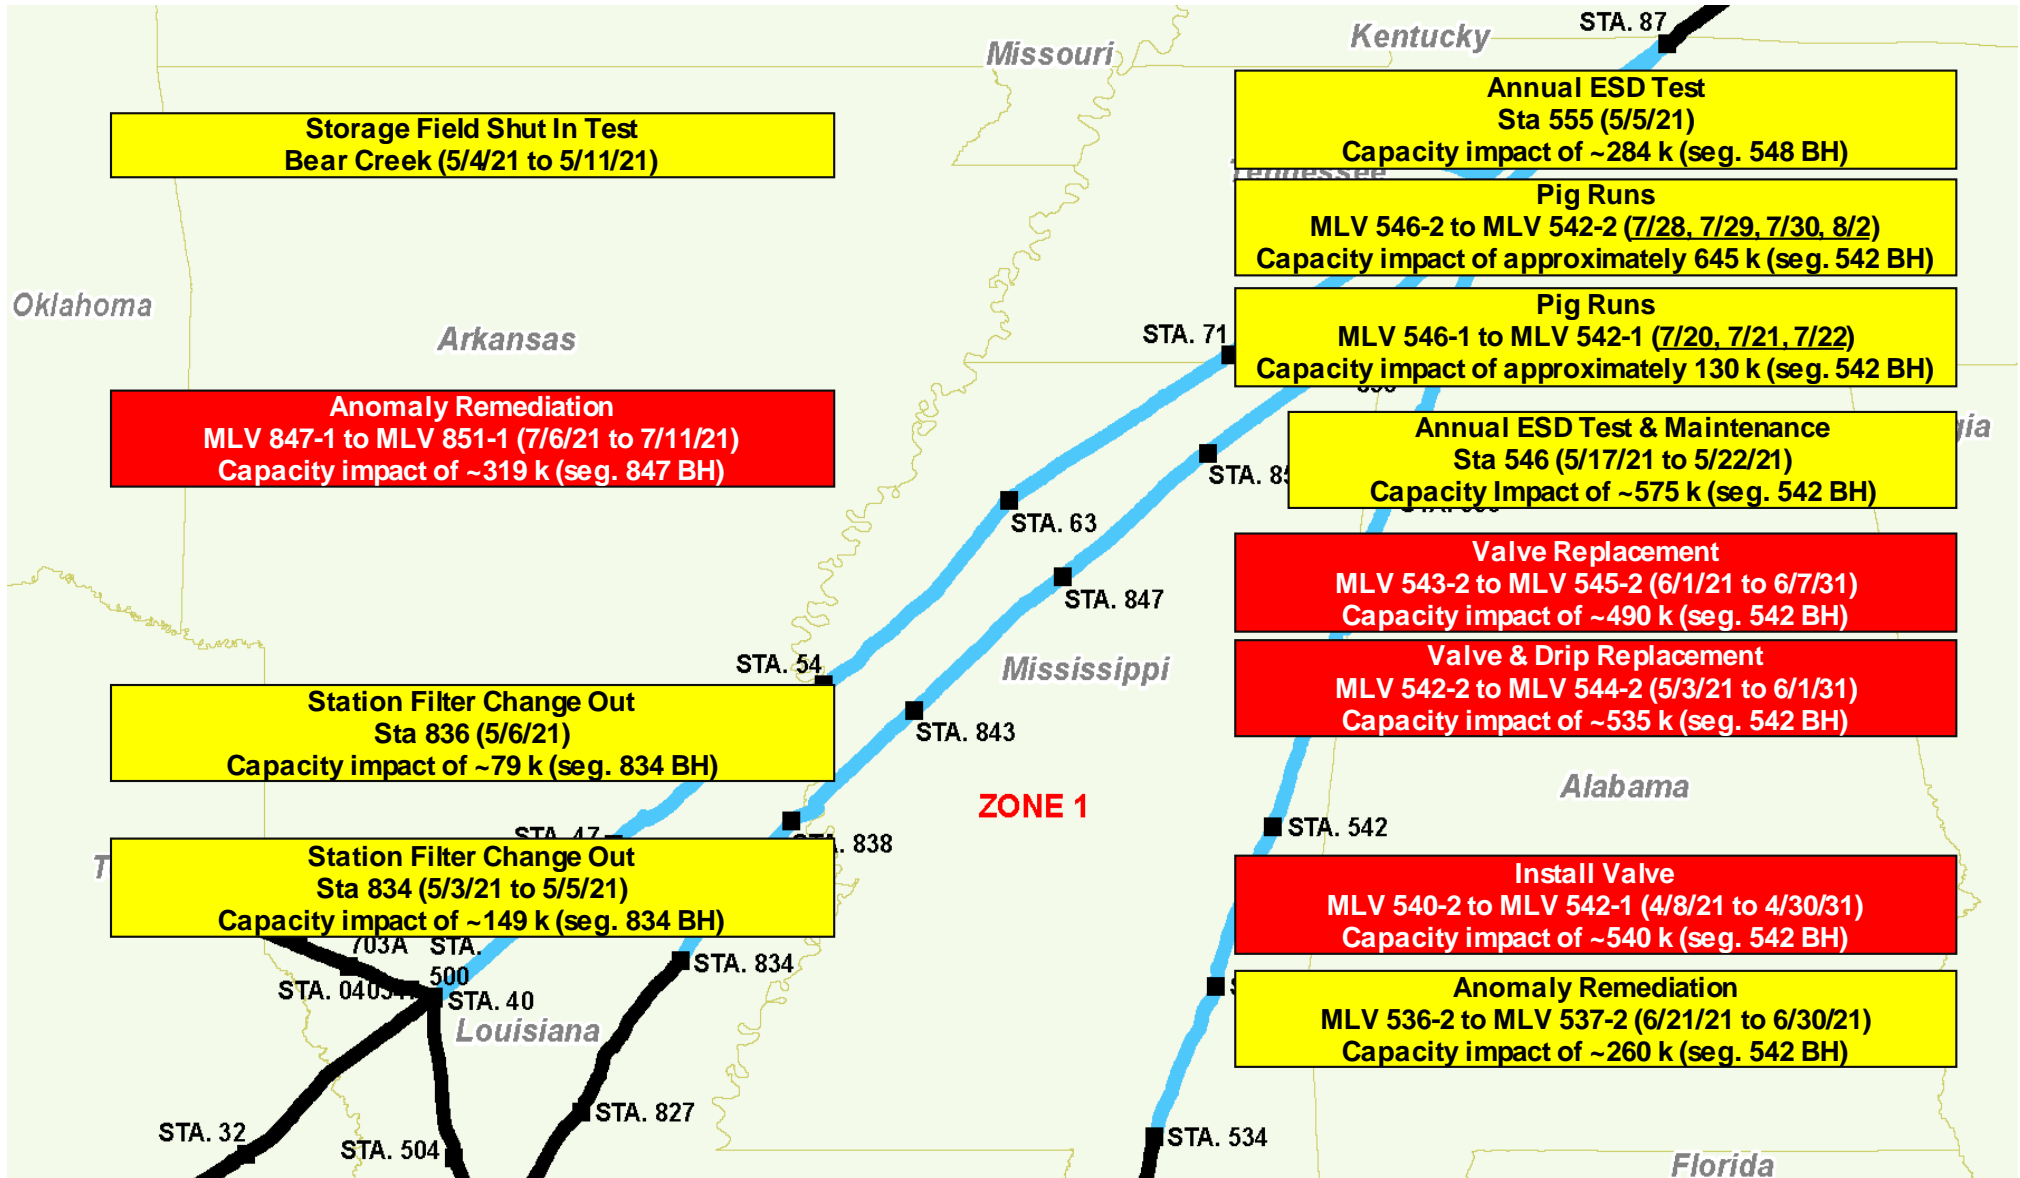 STA. 87
Missouri
Kentucky
Annual ESD Test
Sta 555 (5/5/21)
Capacity impact of ~284 k (seg. 548 BH)
Storage Field Shut In Test
Bear Creek (5/4/21 to 5/11/21)
Tennessee
Pig Runs
MLV 546-2 to MLV 542-2 (7/28, 7/29, 7/30, 8/2)
Capacity impact of approximately 645 k (seg. 542 BH)
Oklahoma
Arkansas
STA. 71
Pig Runs
MLV 546-1 to MLV 542-1 (7/20, 7/21, 7/22)
Capacity impact of approximately 130 k (seg. 542 BH)
Anomaly Remediation
MLV 847-1 to MLV 851-1 (7/6/21 to 7/11/21)
Capacity impact of ~319 k (seg. 847 BH)
Annual ESD Test & Maintenance
Sta 546 (5/17/21 to 5/22/21)
Capacity Impact of ~575 k (seg. 542 BH)
gia
STA. 85
STA. 63
Valve Replacement
MLV 543-2 to MLV 545-2 (6/1/21 to 6/7/31)
Capacity impact of ~490 k (seg. 542 BH)
STA. 847
STA. 54
Mississippi
Valve & Drip Replacement
MLV 542-2 to MLV 544-2 (5/3/21 to 6/1/31)
Capacity impact of ~535 k (seg. 542 BH)
Station Filter Change Out
Sta 836 (5/6/21)
Capacity impact of ~79 k (seg. 834 BH)
STA. 843
Alabama
ZONE 1
STA. 47
STA. 838
STA. 542
Station Filter Change Out
Sta 834 (5/3/21 to 5/5/21)
Capacity impact of ~149 k (seg. 834 BH)
T
Install Valve
MLV 540-2 to MLV 542-1 (4/8/21 to 4/30/31)
Capacity impact of ~540 k (seg. 542 BH)
703A
STA.
500
STA. 834
STA. 40
Louisiana
Anomaly Remediation
MLV 536-2 to MLV 537-2 (6/21/21 to 6/30/21)
Capacity impact of ~260 k (seg. 542 BH)
STA. 827
STA. 32
STA. 504
STA. 534
Florida